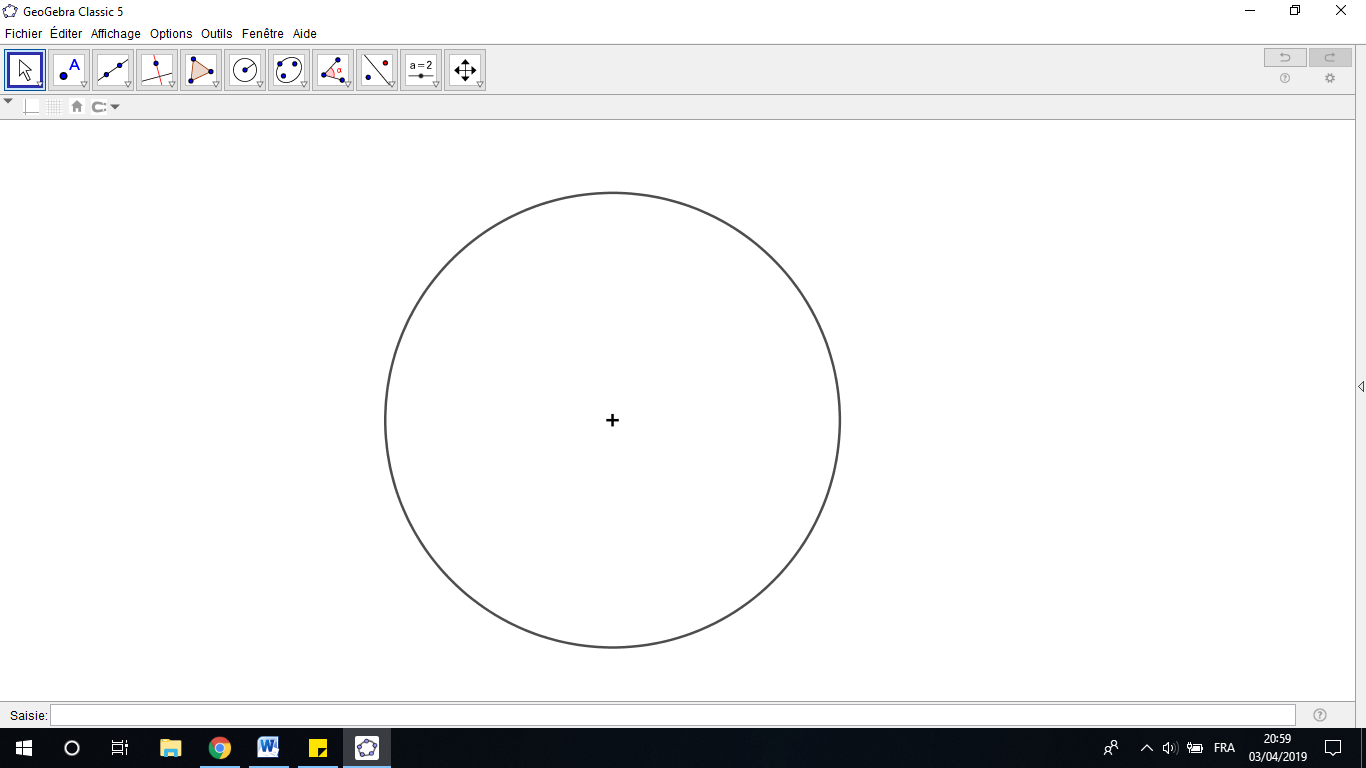 GeoGebra Classic 5
Fichier Éditer Affichage Options Outils Fenêtre Aide
A
α
a=2
Saisie:
FRA
20:59
03/04/2019